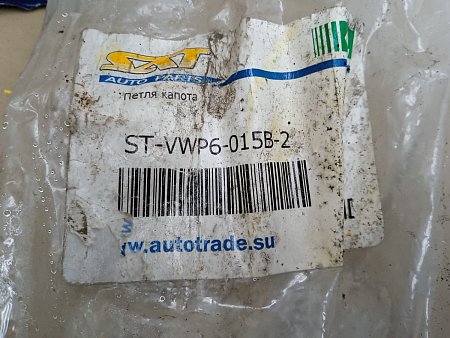 SAT
AUTO PARTS
Петля капота
ST-VWP6-015B-2
w
w.autotrade.su